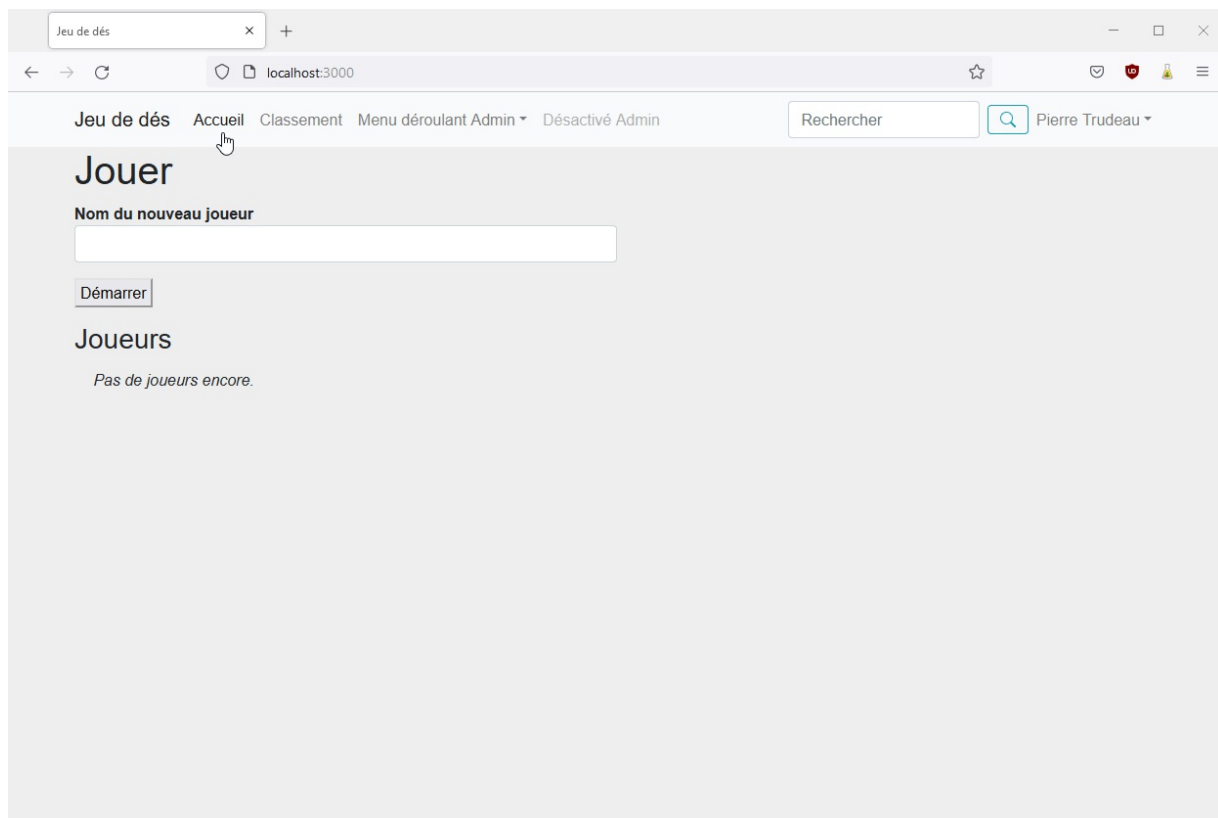 Jeu de dés
localhost:3000
Jeu de dés Accueil Classement Menu déroulant Admin Désactivé Admin Rechercher Pierre Trudeau
Jouer
Nom du nouveau joueur
Démarrer
Joueurs
Pas de joueurs encore.